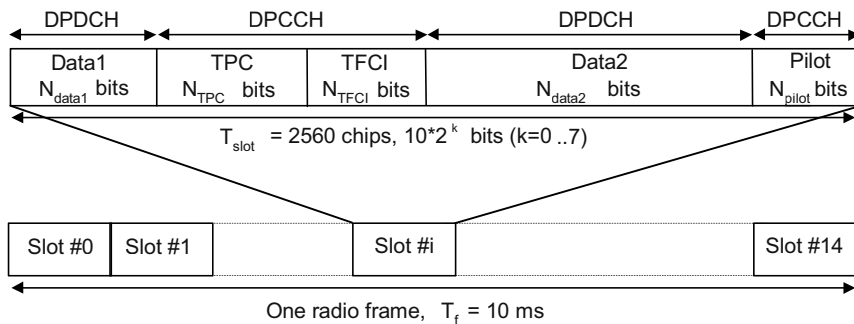 DPDCH DPCCH DPDCH DPCCH
Data1 TPC TFCI Data2 Pilot
N_data1 bits N_TPC bits N_TFCI bits N_data2 bits N_pilot bits
T_slot = 2560 chips, 10*2^k bits (k=0 ..7)
Slot #0 Slot #1 Slot #i Slot #14
One radio frame, T_f = 10 ms